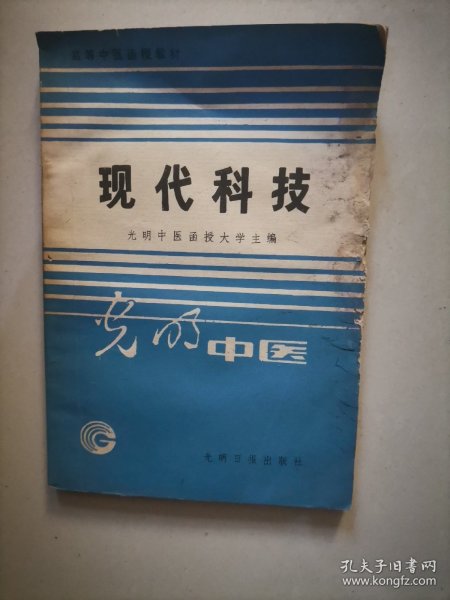 高等中医函授教材
现代科技
光明中医函授大学主编
光明中医
光明日报出版社
孔夫子旧书网
www.kongfz.com